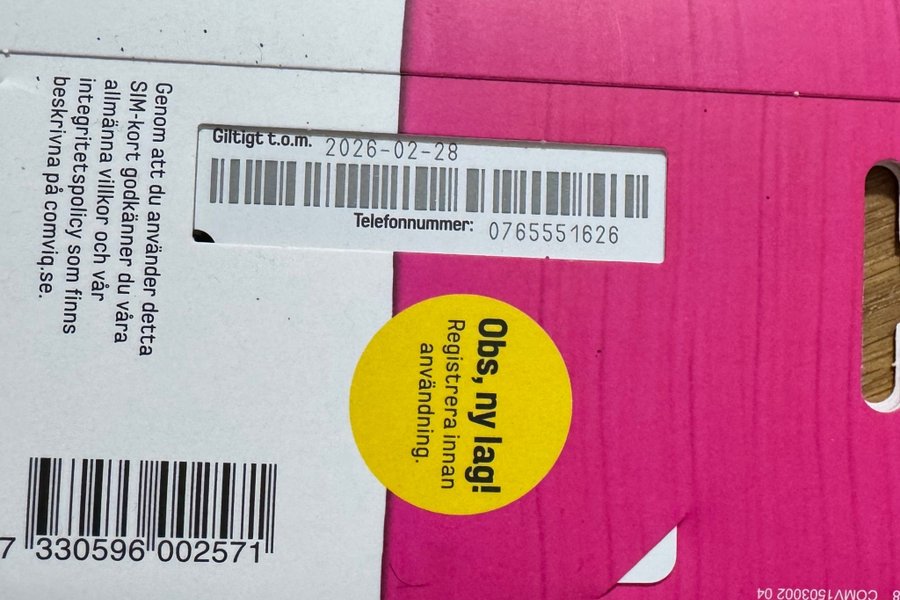 Genom att du använder detta
SIM-kort godkänner du våra
allmänna villkor och vår
integritetspolicy som finns
beskrivna på comviq.se.
Giltigt t.o.m. 2026-02-28
Telefonnummer: 0765551626
Obs, ny lag!
Registrera innan
användning.
7 330596 002571
COMV1503002 04